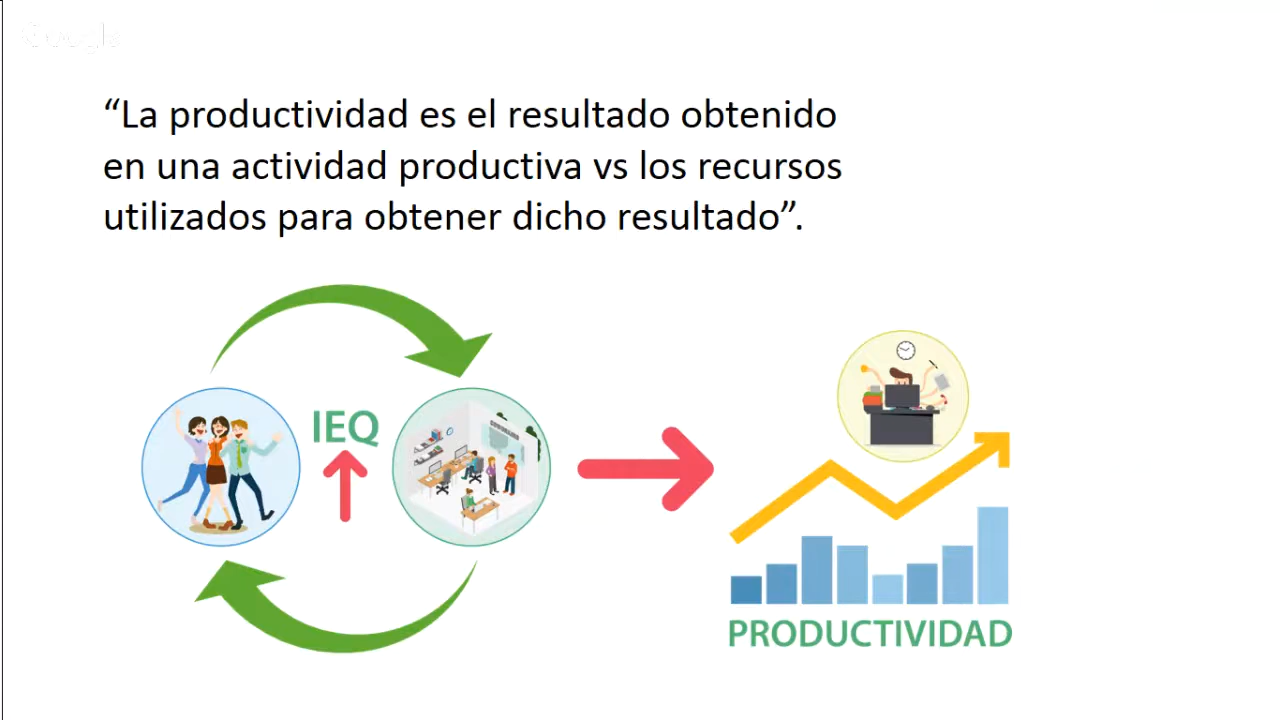 Google
“La productividad es el resultado obtenido
en una actividad productiva vs los recursos
utilizados para obtener dicho resultado”.
IEQ
PRODUCTIVIDAD